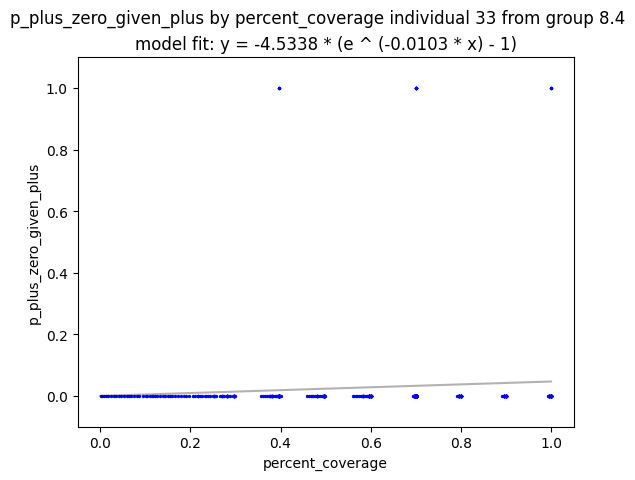 p_plus_zero_given_plus by percent_coverage individual 33 from group 8.4
model fit: y = -4.5338 * (e ^ (-0.0103 * x) - 1)
1.0
0.8
0.6
0.4
0.2
0.0
p_plus_zero_given_plus
0.0 0.2 0.4 0.6 0.8 1.0
percent_coverage